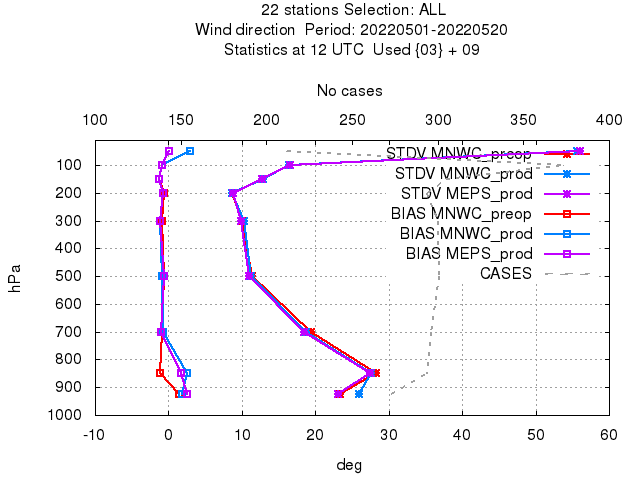 22 stations Selection: ALL
Wind direction  Period: 20220501-20220520
Statistics at 12 UTC  Used {03} + 09
No cases
100 150 200 250 300 350 400
STDV MNWC_preop
100
STDV MNWC_prod
200 STDV MEPS_prod
BIAS MNWC_preop
300
BIAS MNWC_prod
400
BIAS MEPS_prod
CASES
500
600
700
800
900
1000
hPa
-10 0 10 20 30 40 50 60
deg